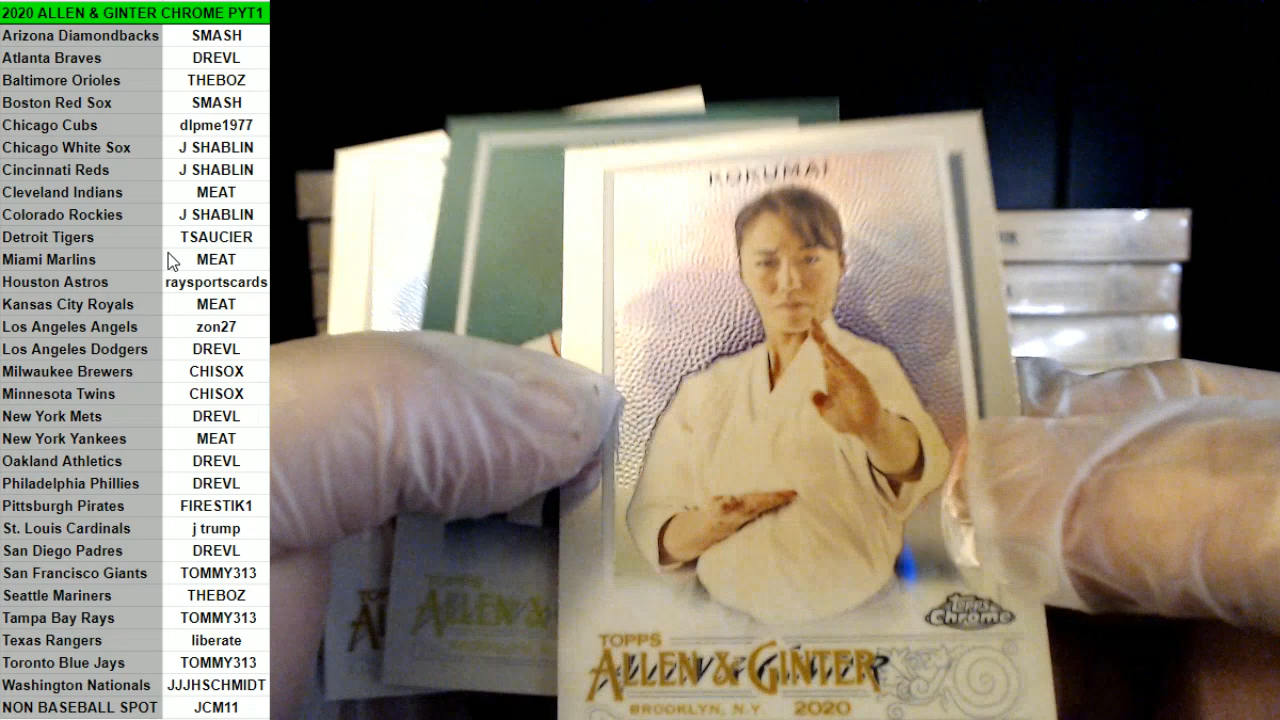 2020 ALLEN & GINTER CHROME PYT1
Arizona Diamondbacks SMASH
Atlanta Braves DREVL
Baltimore Orioles THEBOZ
Boston Red Sox SMASH
Chicago Cubs dlpme1977
Chicago White Sox J SHABLIN
Cincinnati Reds J SHABLIN
Cleveland Indians MEAT
Colorado Rockies J SHABLIN
Detroit Tigers TSAUCIER
Miami Marlins MEAT
Houston Astros raysportscards
Kansas City Royals MEAT
Los Angeles Angels zon27
Los Angeles Dodgers DREVL
Milwaukee Brewers CHISOX
Minnesota Twins CHISOX
New York Mets DREVL
New York Yankees MEAT
Oakland Athletics DREVL
Philadelphia Phillies DREVL
Pittsburgh Pirates FIRESTIK1
St. Louis Cardinals j trump
San Diego Padres DREVL
San Francisco Giants TOMMY313
Seattle Mariners THEBOZ
Tampa Bay Rays TOMMY313
Texas Rangers liberate
Toronto Blue Jays TOMMY313
Washington Nationals JJJHSCHMIDT
NON BASEBALL SPOT JCM11
KOKUMAI
Topps Chrome
TOPPS
ALLEN & GINTER
BROOKLYN, N.Y. 2020
TOPPS
ALLEN &